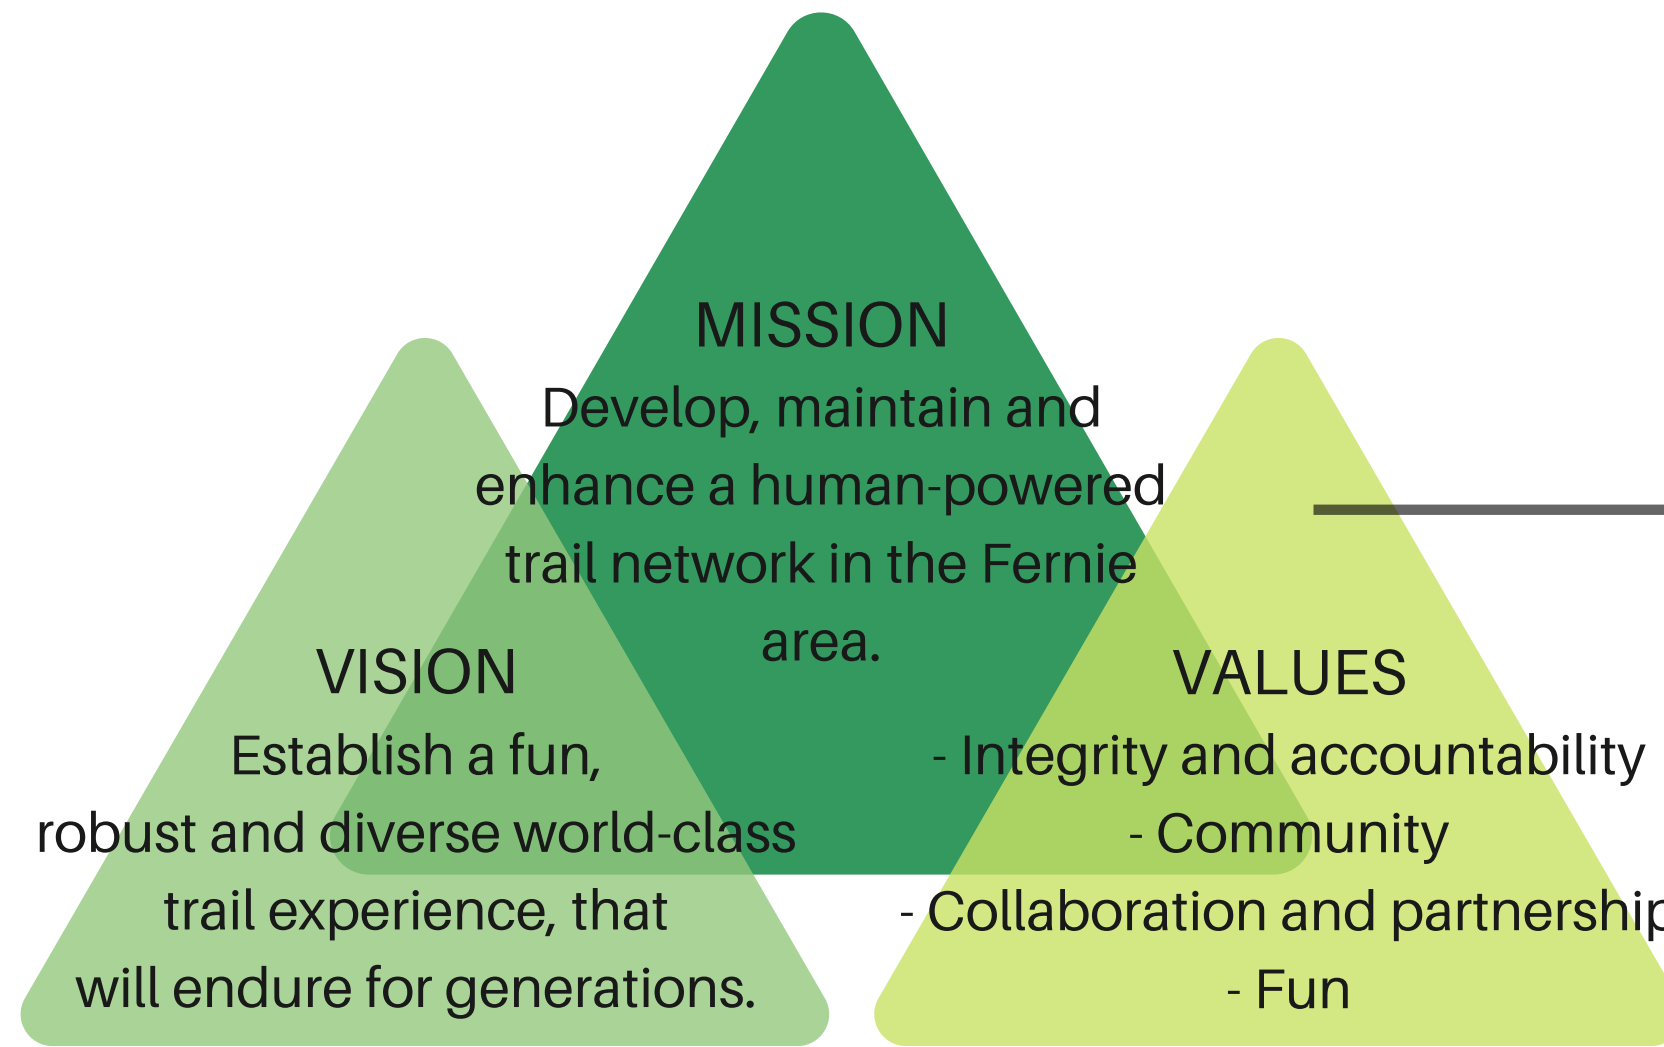 MISSION
Develop, maintain and
enhance a human-powered
trail network in the Fernie
area.
VISION
Establish a fun,
robust and diverse world-class
trail experience, that
will endure for generations.
VALUES
- Integrity and accountability
- Community
- Collaboration and partnership
- Fun